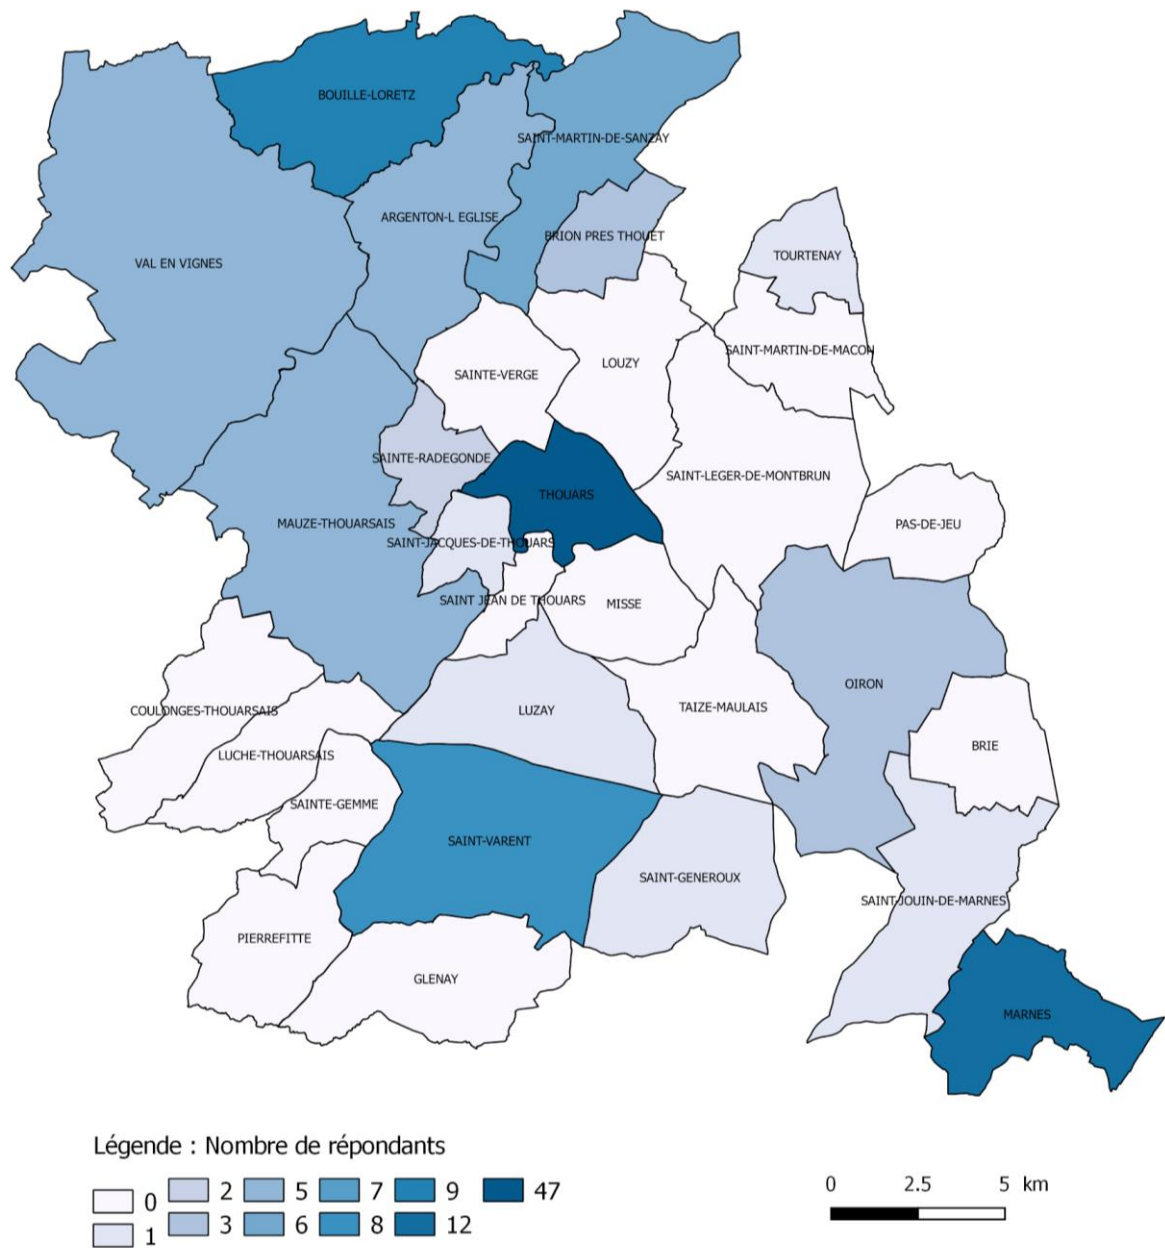 BOUILLE-LORETZ
SAINT-MARTIN-DE-SANZAY
ARGENTON-L EGLISE
BRION PRES THOUET
TOURTENAY
VAL EN VIGNES
SAINT-MARTIN-DE-MACON
LOUZY
SAINTE-VERGE
SAINTE-RADEGONDE
SAINT-LEGER-DE-MONTBRUN
THOUARS
MAUZE-THOUARSAIS
PAS-DE-JEU
SAINT-JACQUES-DE-THOUARS
SAINT JEAN DE THOUARS
MISSE
OIRON
COULONGES-THOUARSAIS
LUZAY
TAIZE-MAULAIS
BRIE
LUCHE-THOUARSAIS
SAINTE-GEMME
SAINT-VARENT
SAINT-GENEROUX
SAINT-JOUIN-DE-MARNES
PIERREFITTE
GLENAY
MARNES
Légende : Nombre de répondants
0
1
2
3
5
6
7
8
9
12
47
0 2.5 5 km